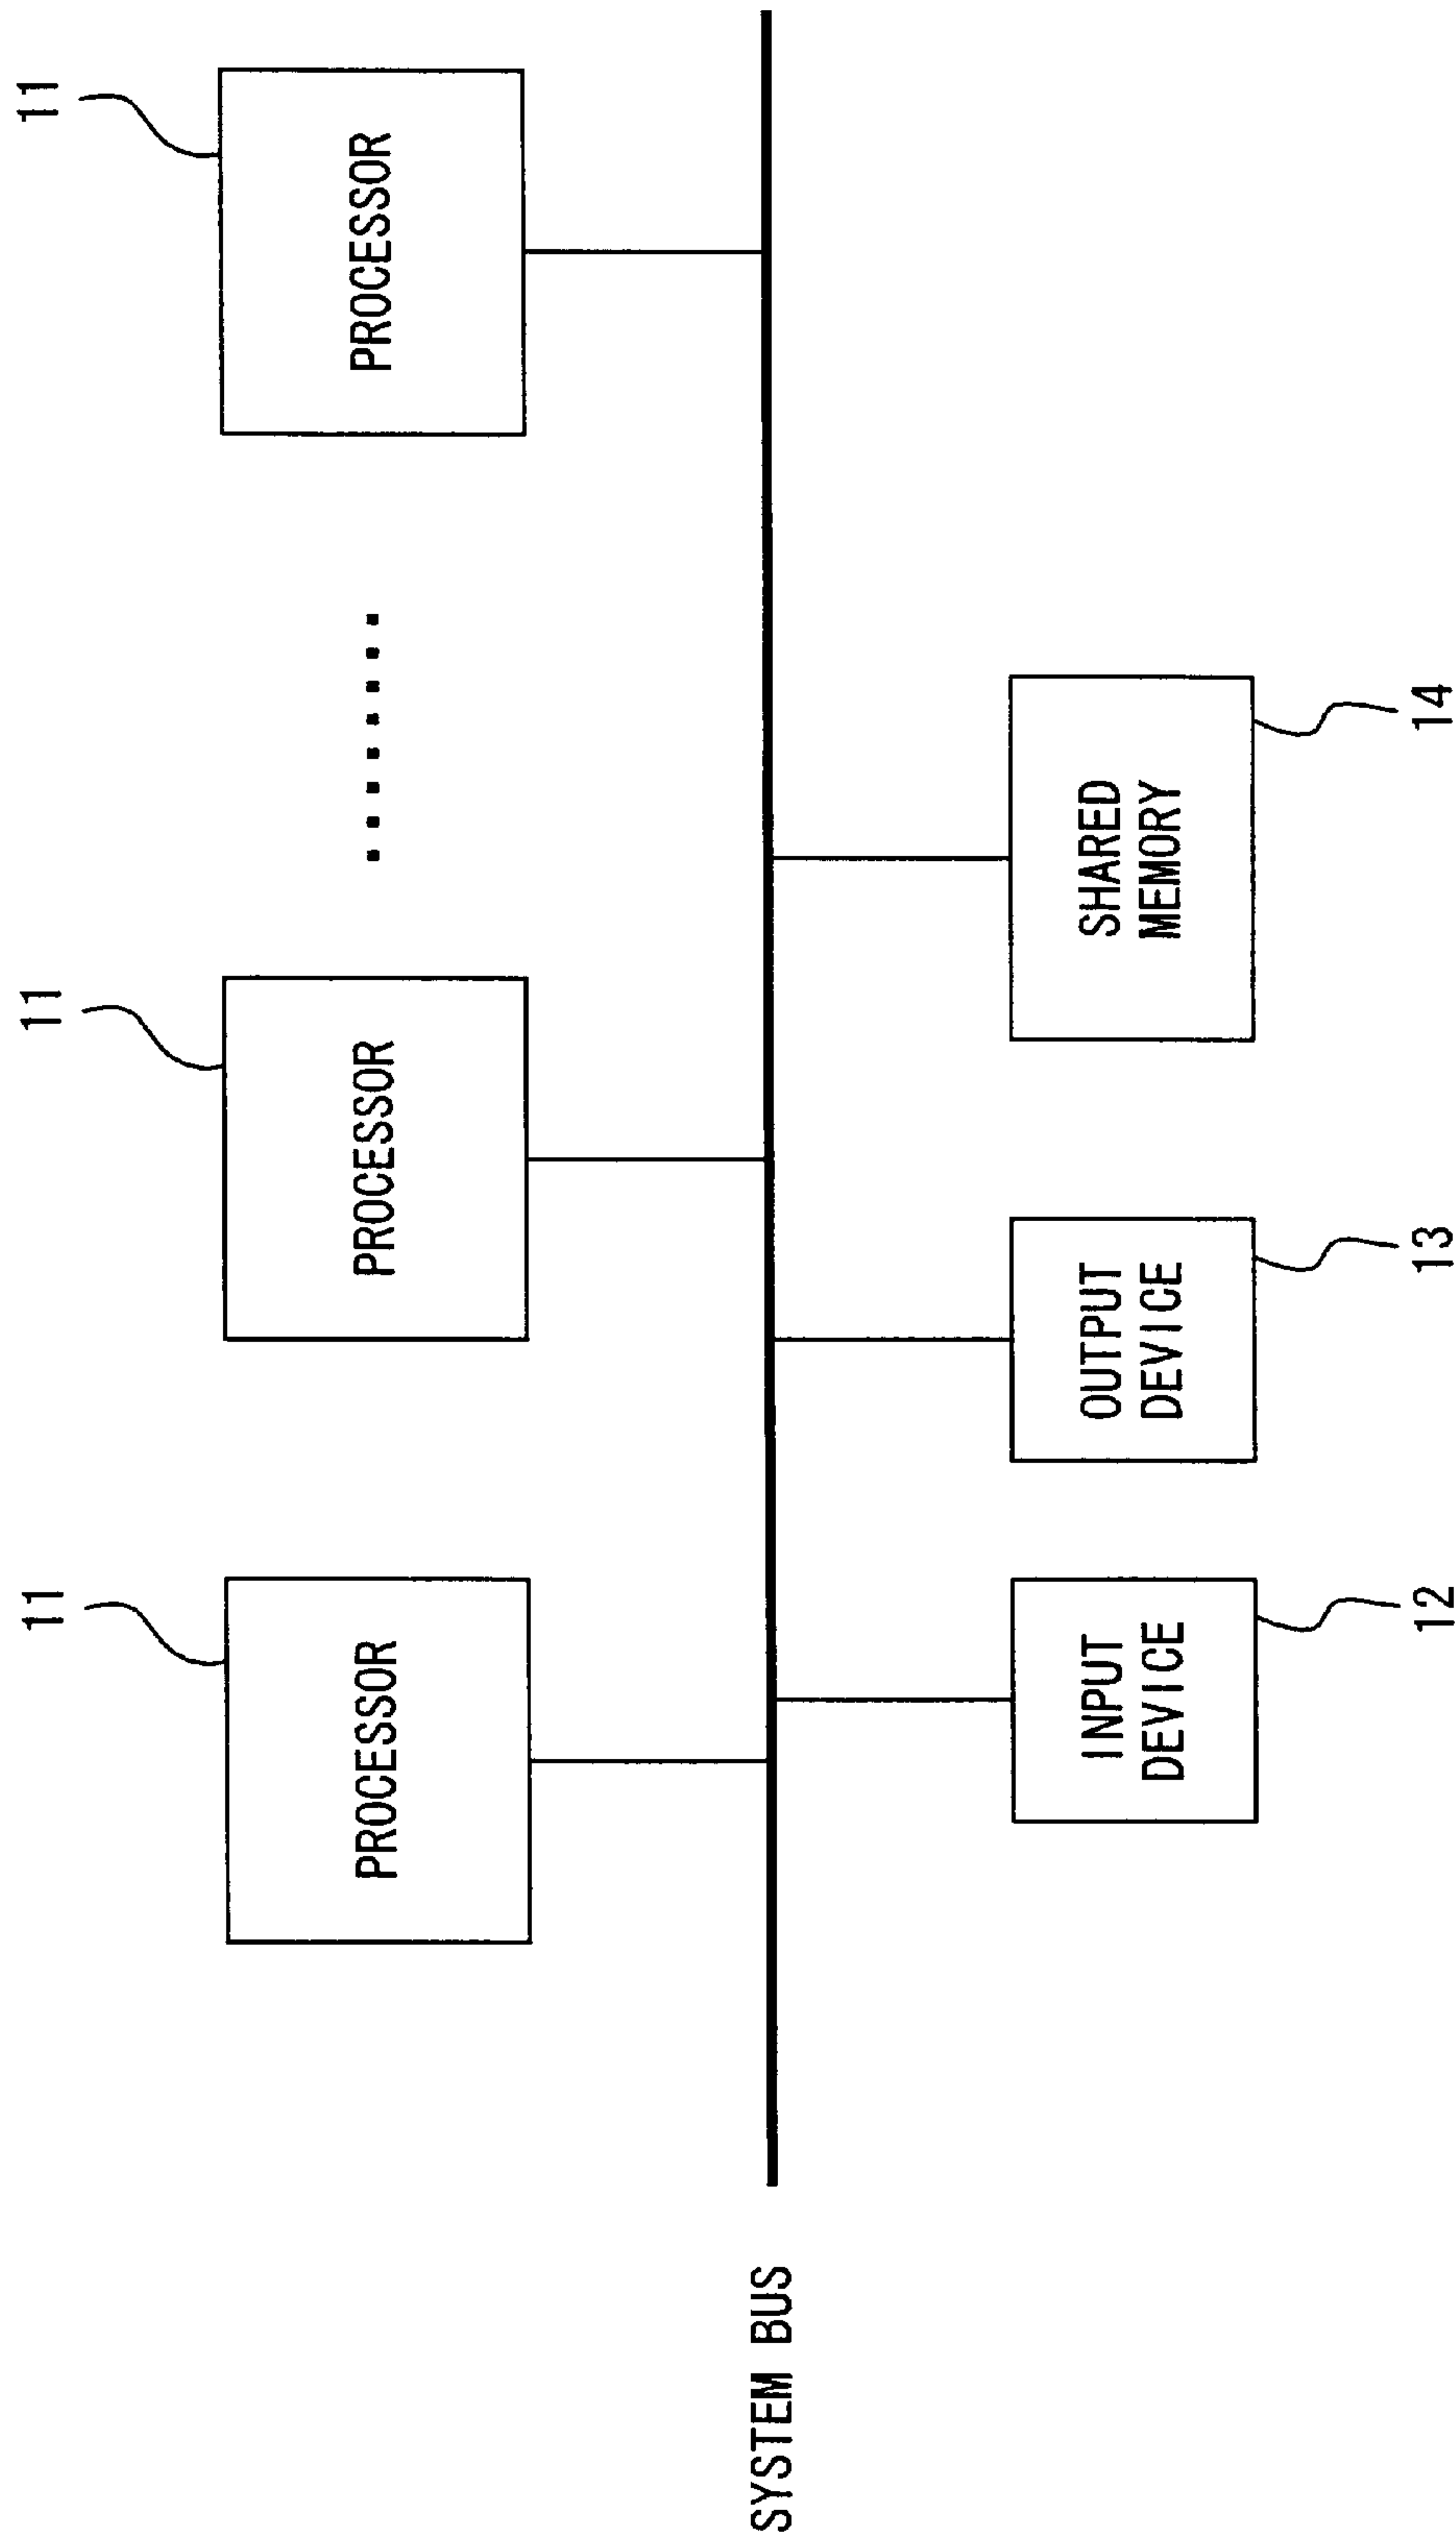 11
11
11
PROCESSOR
PROCESSOR
PROCESSOR
SYSTEM BUS
INPUT
DEVICE
OUTPUT
DEVICE
SHARED
MEMORY
12
13
14